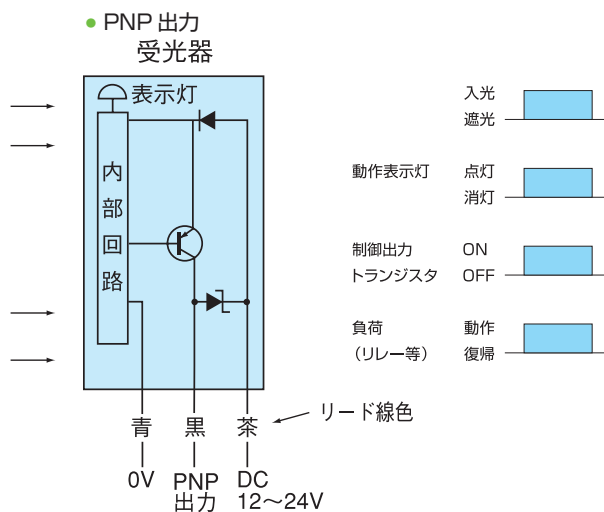 ● PNP 出力
受光器
表示灯
内部回路
青
黒
茶
リード線色
0V
PNP
出力
DC
12〜24V
入光
遮光
動作表示灯
点灯
消灯
制御出力
トランジスタ
ON
OFF
負荷
（リレー等）
動作
復帰